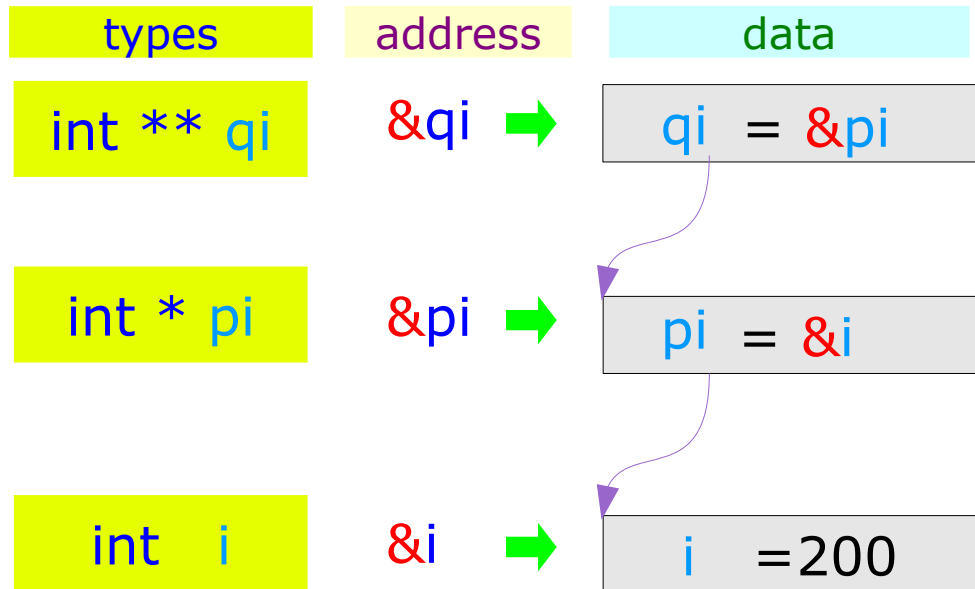 types address data
int ** qi &qi qi = &pi
int * pi &pi pi = &i
int i &i i =200